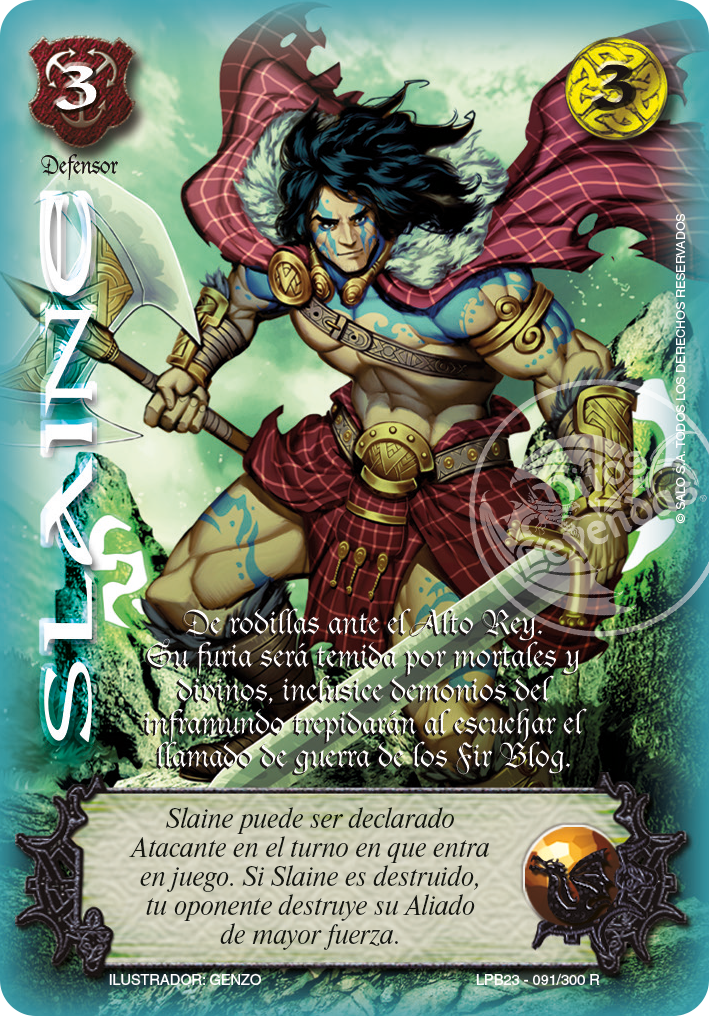 3
3
Defensor
SLAINE
© SALO S.A. TODOS LOS DERECHOS RESERVADOS
De rodillas ante el Alto Rey.
Su furia será temida por mortales y
divinos, inclusice demonios del
inframundo trepidarán al escuchar el
llamado de guerra de los Fir Blog.
Slaine puede ser declarado
Atacante en el turno en que entra
en juego. Si Slaine es destruido,
tu oponente destruye su Aliado
de mayor fuerza.
ILUSTRADOR: GENZO
LPB23 - 091/300 R